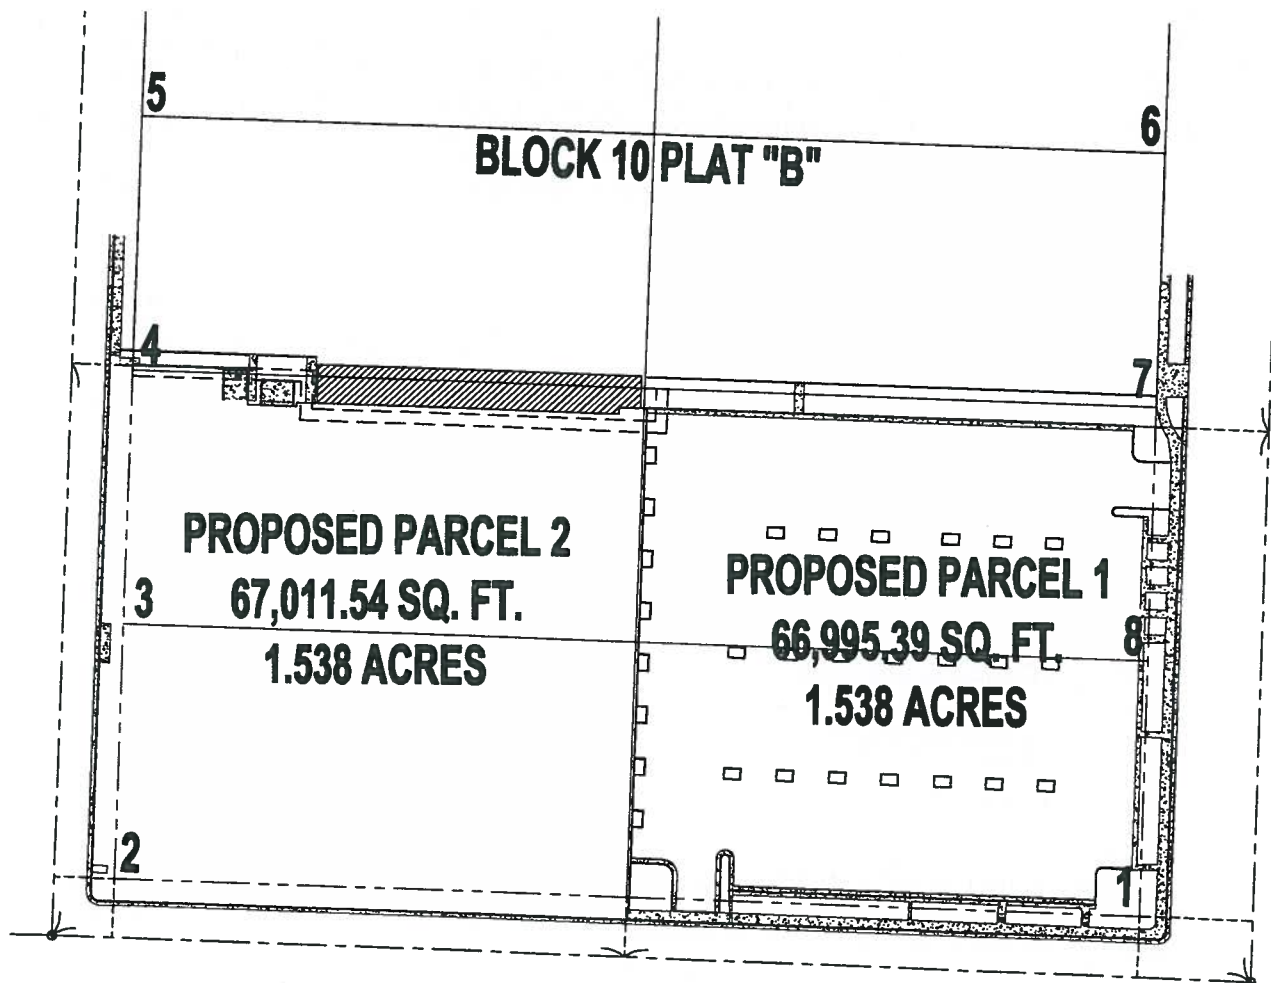 5
6
BLOCK 10 PLAT "B"
4
7
PROPOSED PARCEL 2
67,011.54 SQ. FT.
1.538 ACRES
3
PROPOSED PARCEL 1
66,995.39 SQ. FT.
1.538 ACRES
8
2
1